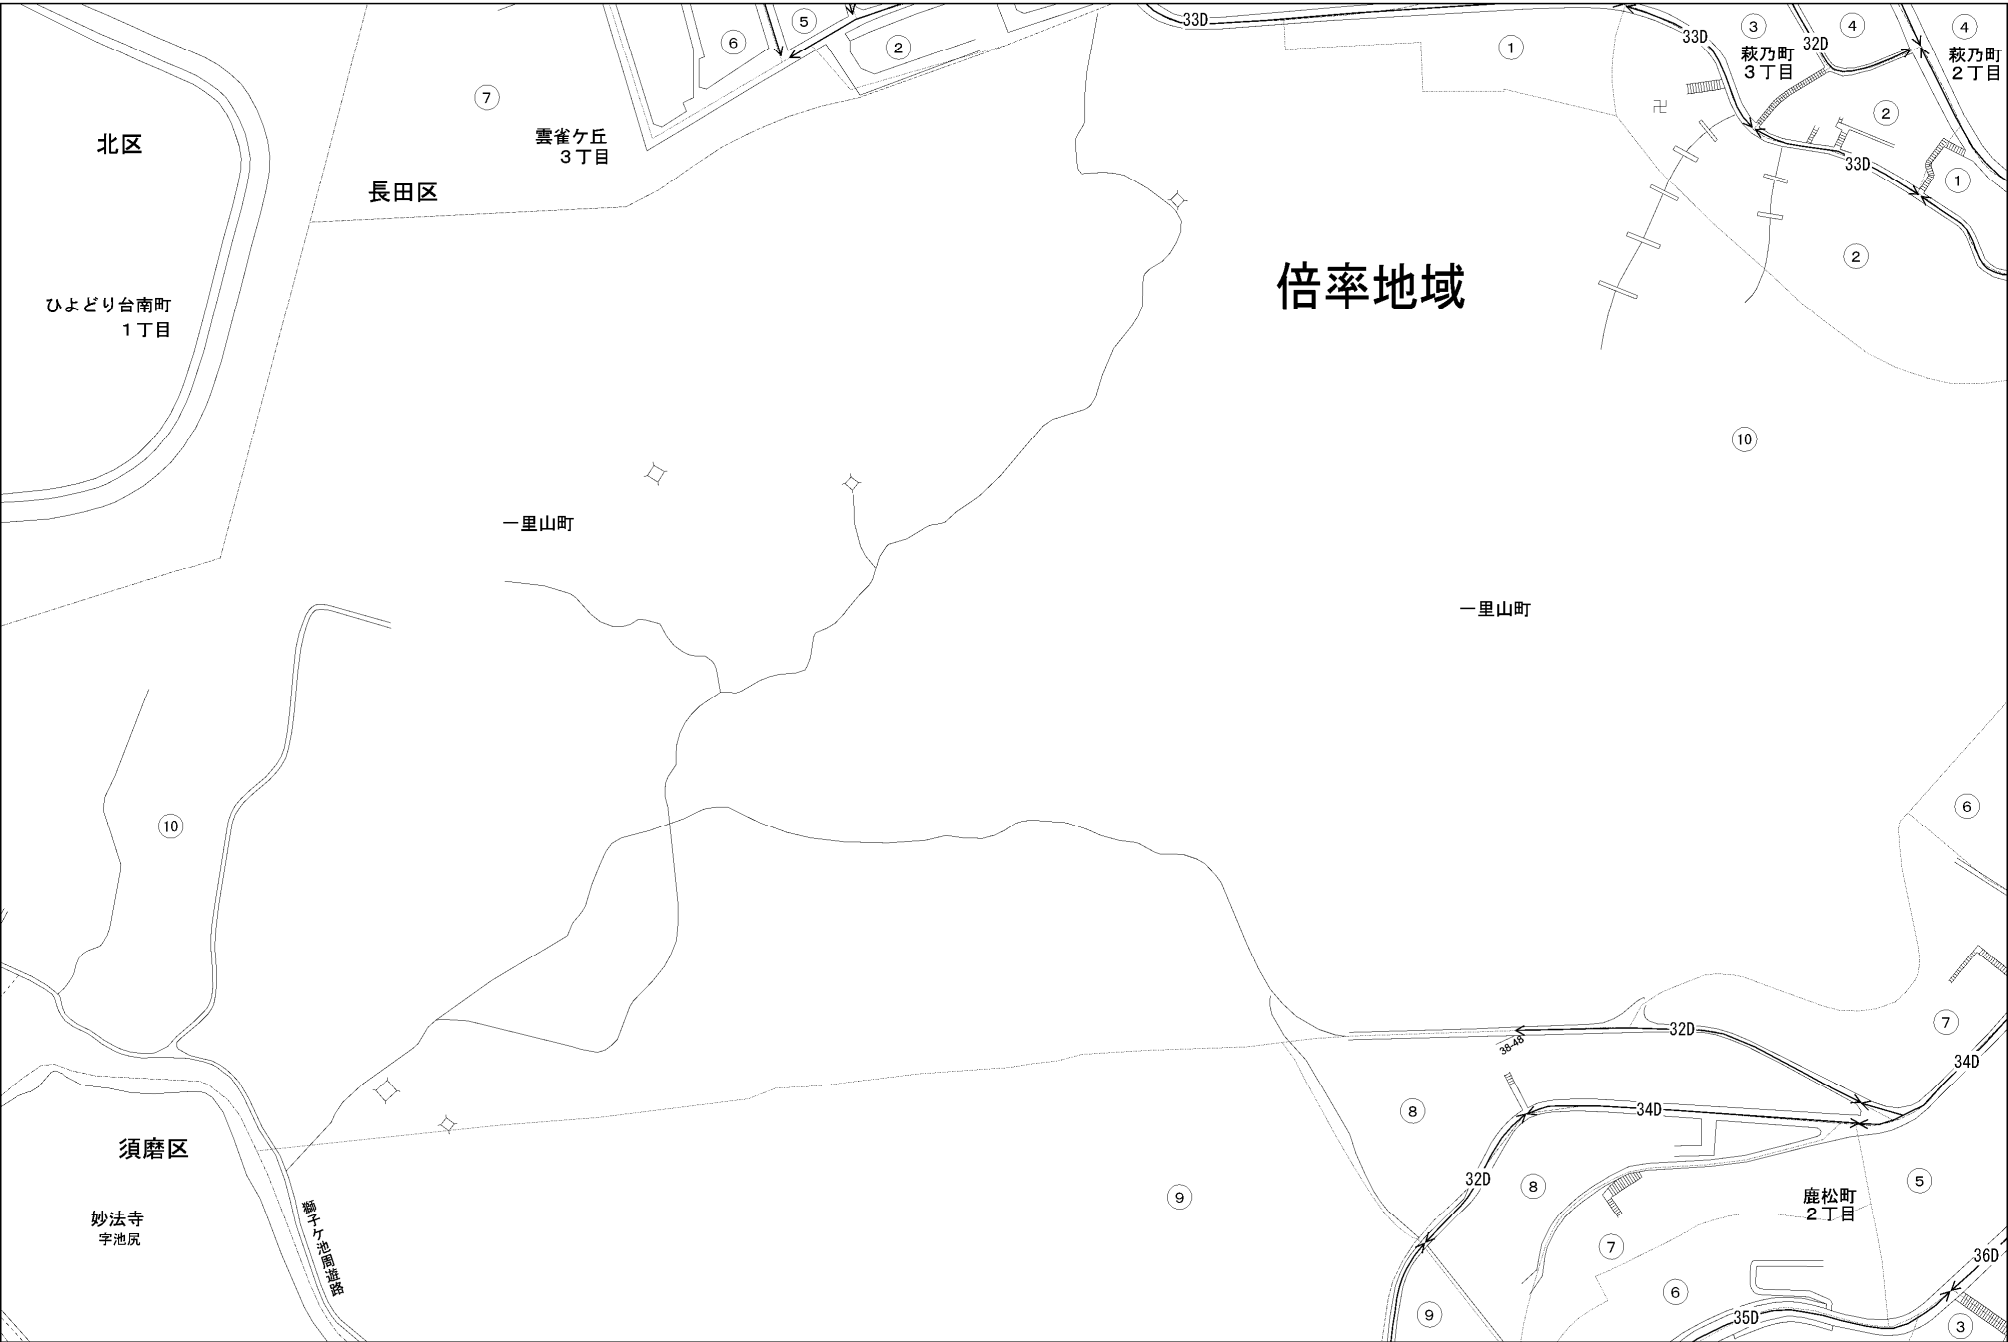 33D
⑤
⑥
②
①
33D
③
萩乃町
3丁目
32D
④
④
萩乃町
2丁目
⑦
北区
雲雀ケ丘
3丁目
卍
②
長田区
33D
①
倍率地域
②
ひよどり台南町
1丁目
⑩
一里山町
一里山町
⑥
⑩
⑦
32D
38-48
34D
⑧
34D
須磨区
32D
⑧
⑤
⑨
鹿松町
2丁目
妙法寺
字池尻
獅子ケ池周遊路
⑦
36D
⑥
⑨
35D
③